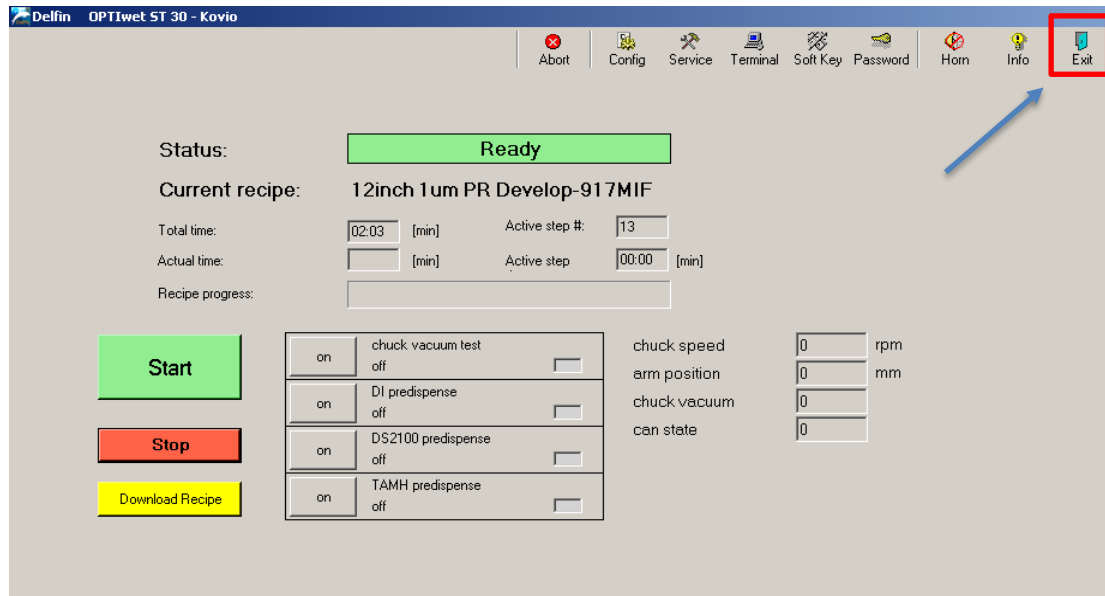 Delfin OPTIwet ST 30 - Kovio
Abort Config Service Terminal Soft Key Password Horn Info Exit
Status: Ready
Current recipe: 12inch 1um PR Develop-917MIF
Total time: 02:03 [min] Active step #: 13
Actual time: [min] Active step 00:00 [min]
Recipe progress:
Start
Stop
Download Recipe
on chuck vacuum test
off
on DI predispense
off
on DS2100 predispense
off
on TAMH predispense
off
chuck speed 0 rpm
arm position 0 mm
chuck vacuum 0
can state 0